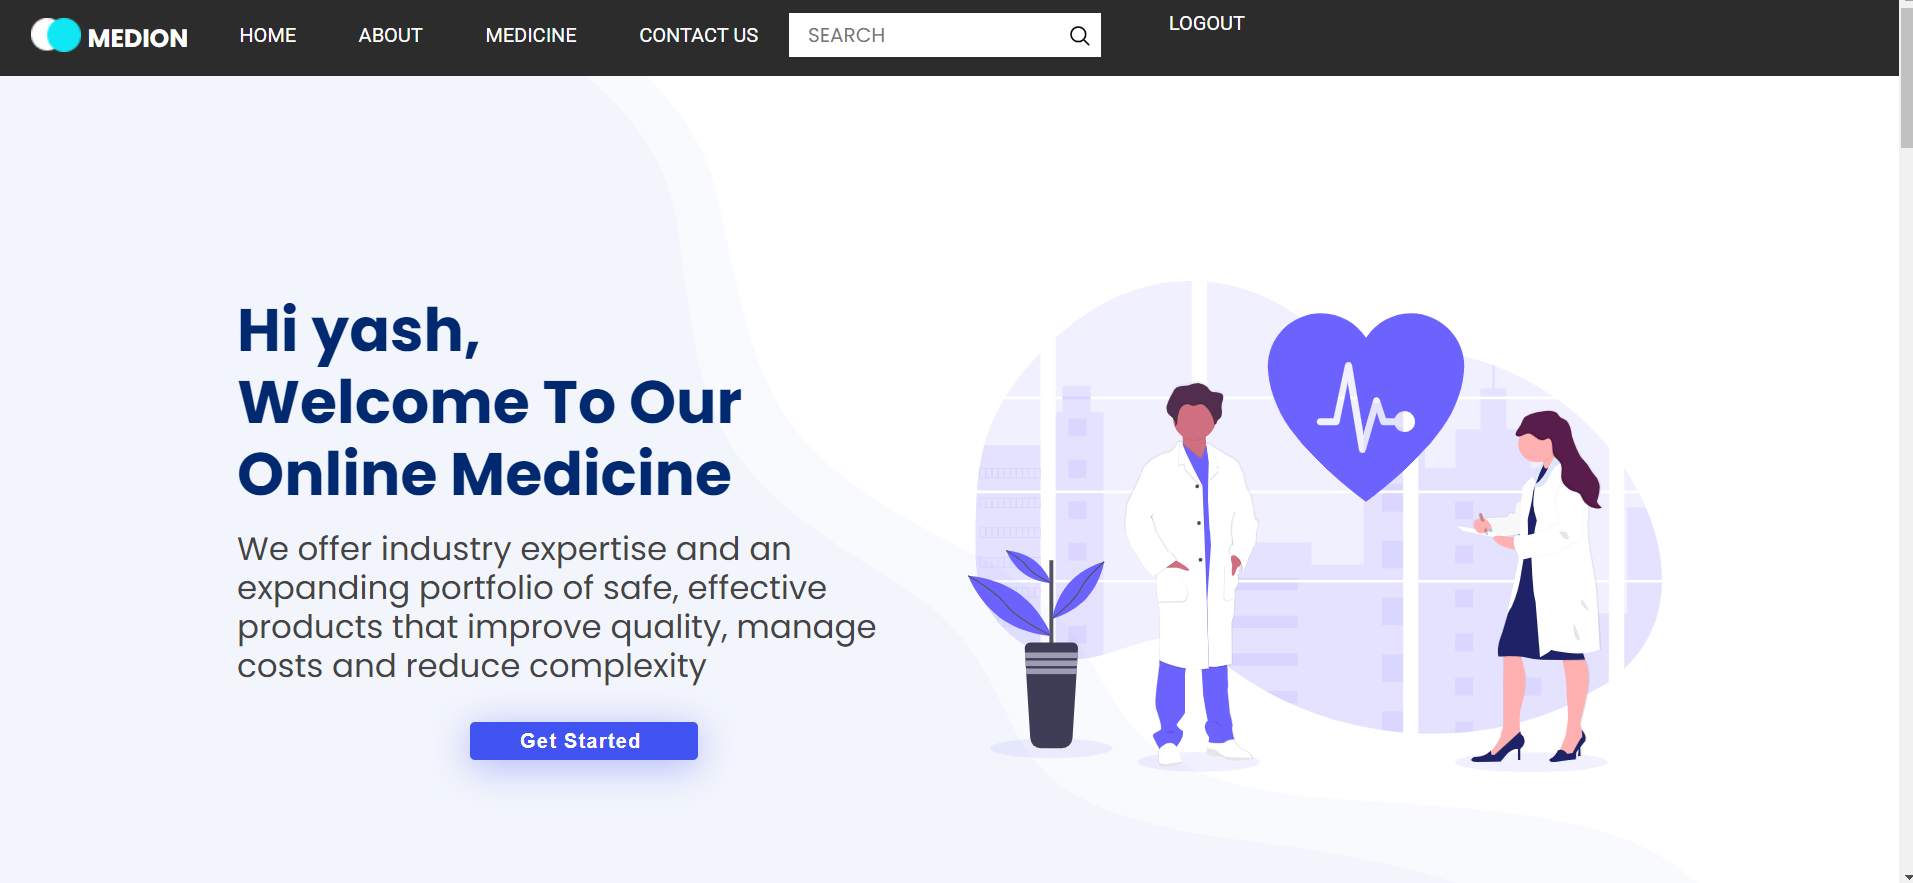 MEDION
HOME
ABOUT
MEDICINE
CONTACT US
SEARCH
LOGOUT
Hi yash,
Welcome To Our
Online Medicine
We offer industry expertise and an
expanding portfolio of safe, effective
products that improve quality, manage
costs and reduce complexity
Get Started